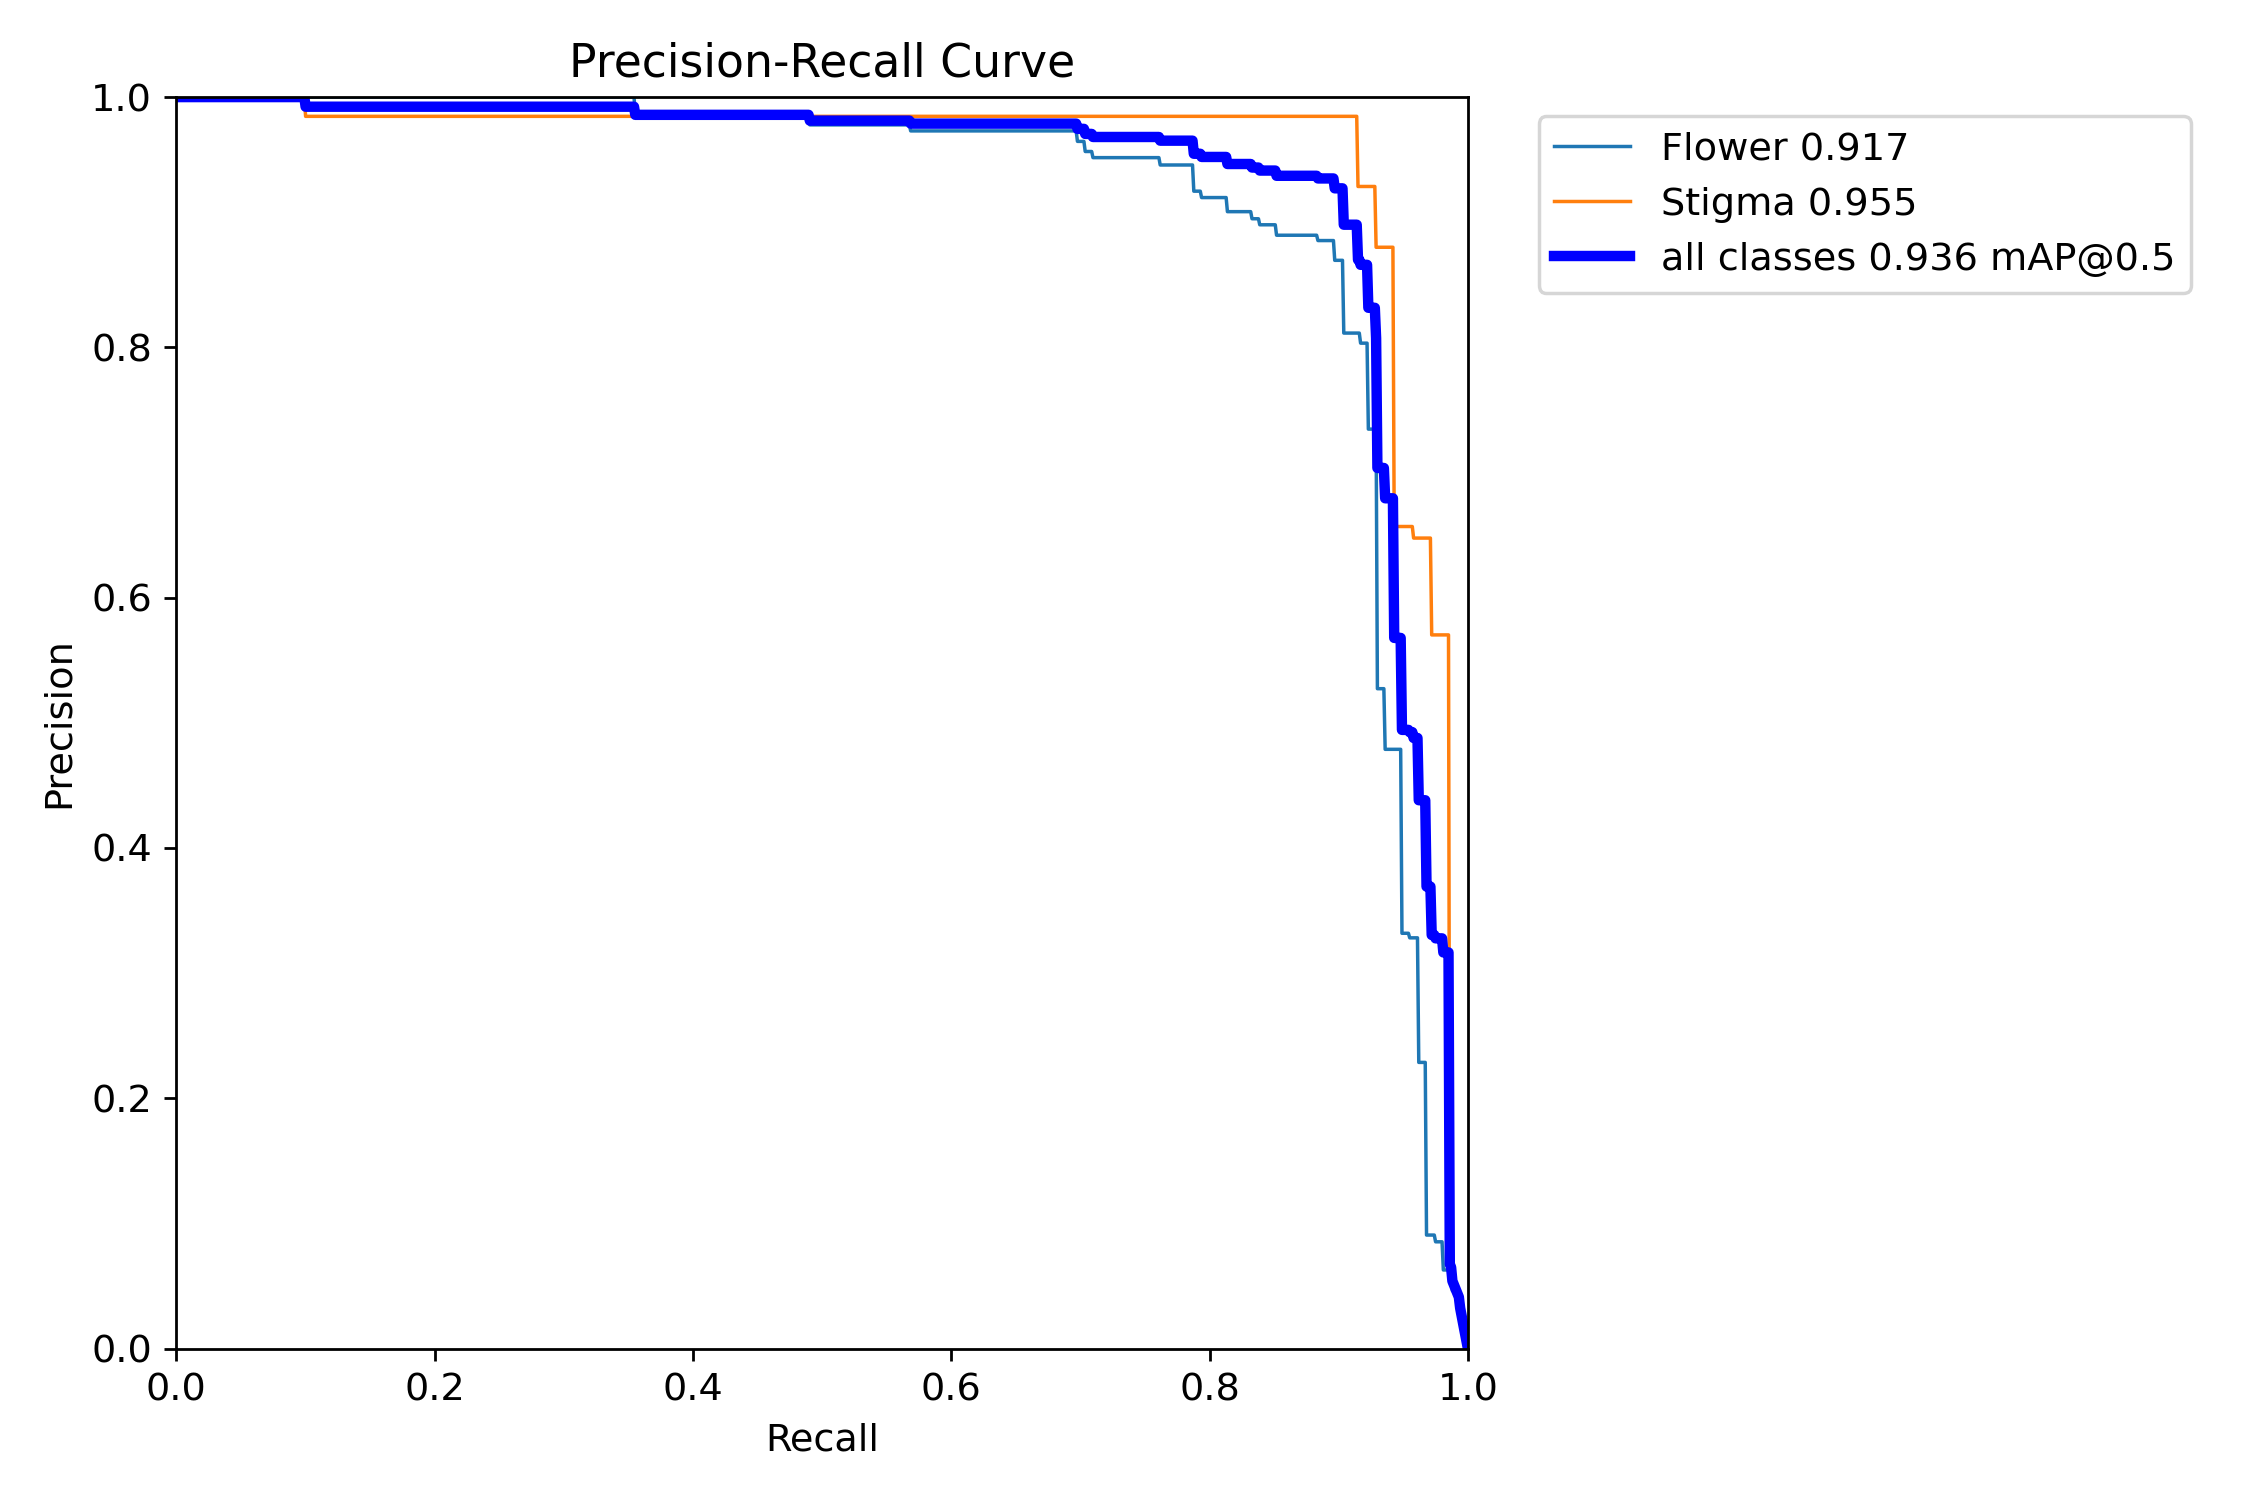 Precision-Recall Curve
1.0
0.8
0.6
0.4
0.2
0.0
Precision
0.0 0.2 0.4 0.6 0.8 1.0
Recall
Flower 0.917
Stigma 0.955
all classes 0.936 mAP@0.5